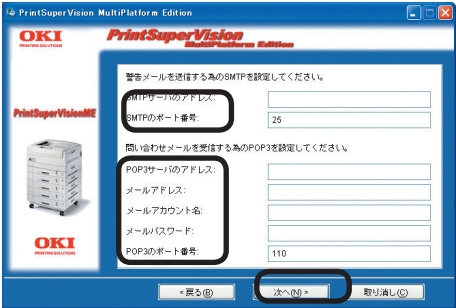 PrintSuperVision MultiPlatform Edition
OKI
PRINTING SOLUTIONS
PrintSuperVision
MultiPlatform Edition
警告メールを送信する為のSMTPを設定してください。
SMTPサーバのアドレス:
SMTPのポート番号:
25
PrintSuperVisionME
問い合わせメールを受信する為のPOP3を設定してください。
POP3サーバのアドレス:
メールアドレス:
メールアカウント名:
メールパスワード:
POP3のポート番号:
110
OKI
PRINTING SOLUTIONS
<戻る(B)
次へ(N)>
取り消し(C)